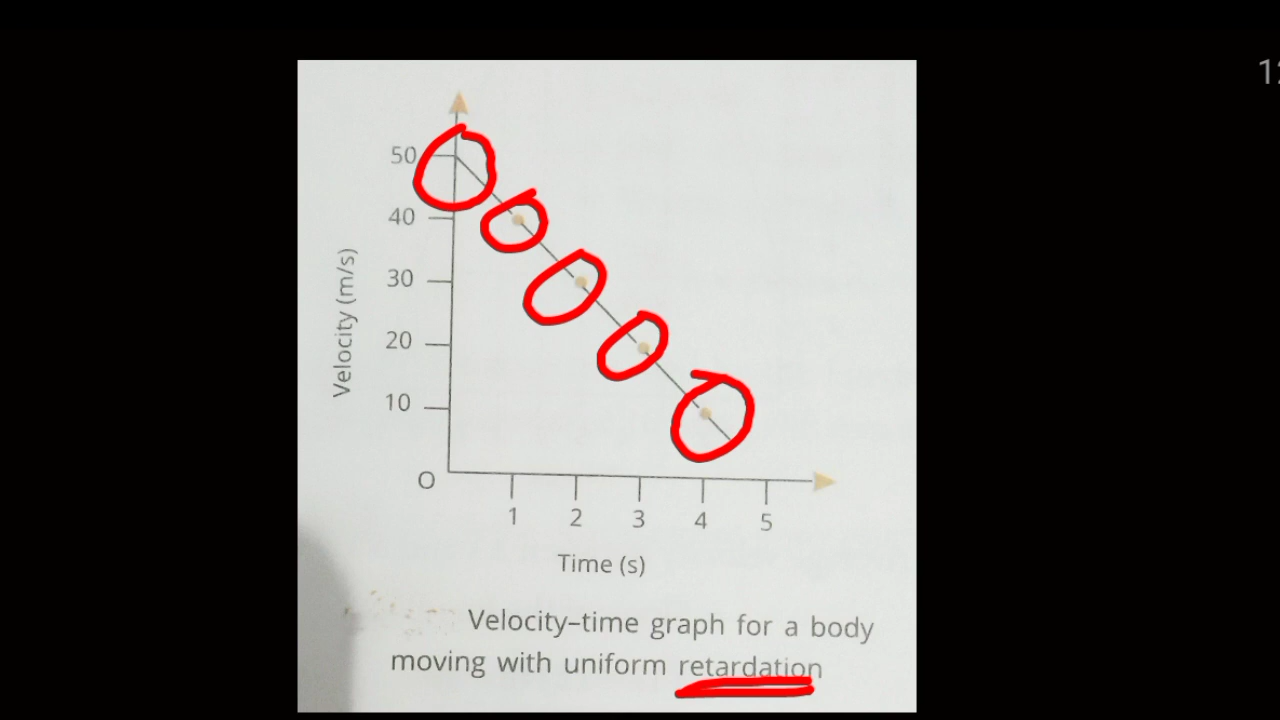 50
40
30
20
10
O
1 2 3 4 5
Velocity (m/s)
Time (s)
Velocity–time graph for a body
moving with uniform retardation